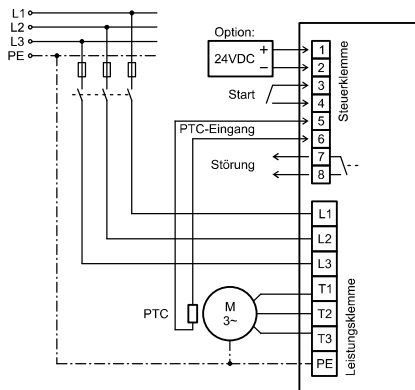 L1
L2
L3
PE
Option:
24VDC
+
−
Start
PTC-Eingang
Störung
1
2
3
4
5
6
7
8
Steuerklemme
L1
L2
L3
T1
T2
T3
PE
Leistungsklemme
PTC
M
3~